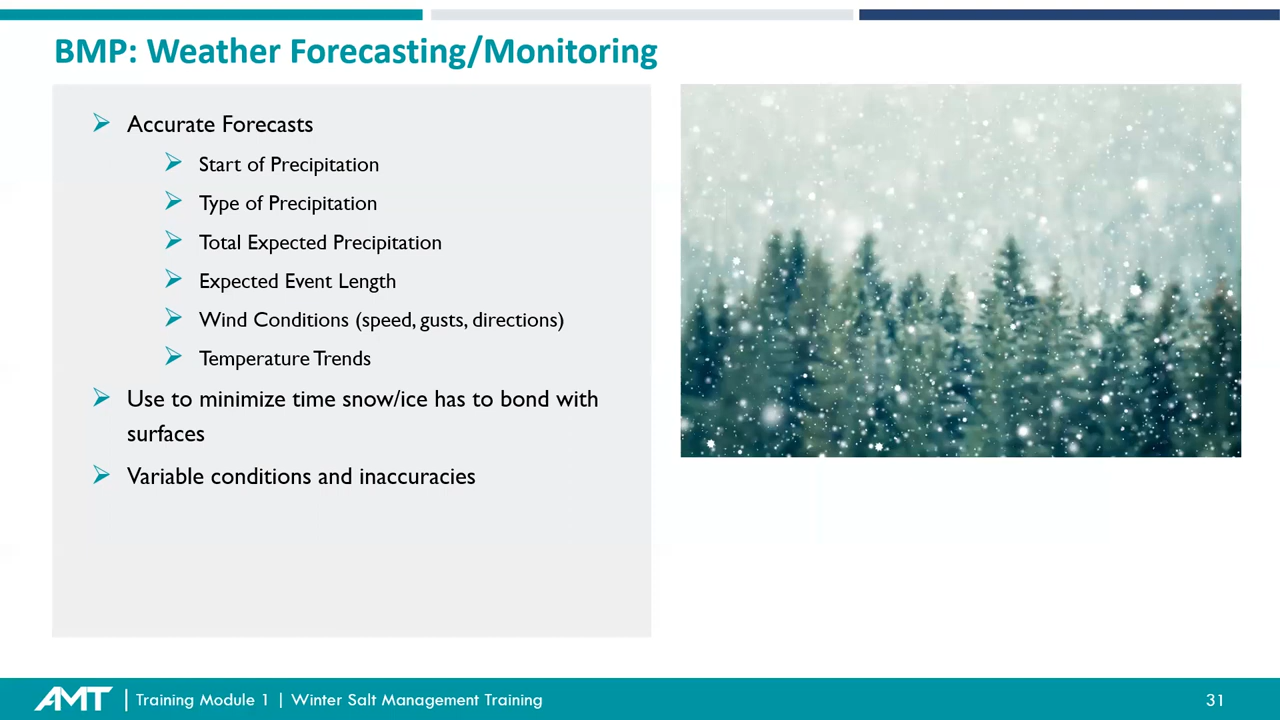 BMP: Weather Forecasting/Monitoring
Accurate Forecasts
Start of Precipitation
Type of Precipitation
Total Expected Precipitation
Expected Event Length
Wind Conditions (speed, gusts, directions)
Temperature Trends
Use to minimize time snow/ice has to bond with
surfaces
Variable conditions and inaccuracies
AMT | Training Module 1 | Winter Salt Management Training
31